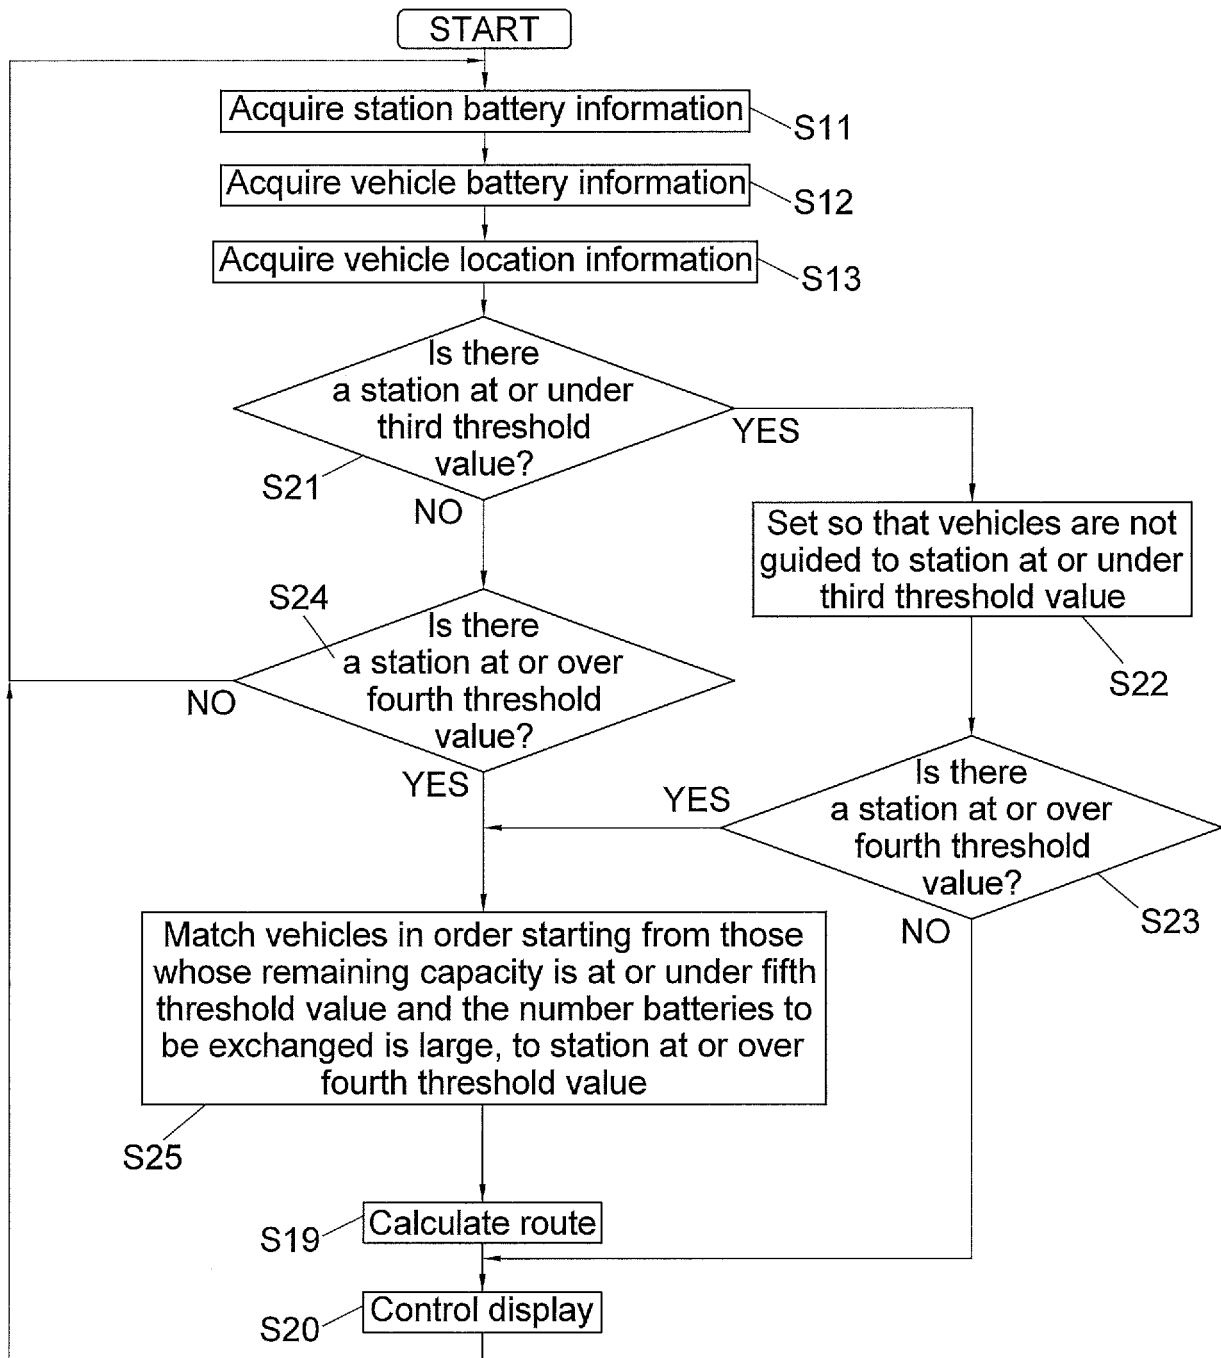 START
Acquire station battery information
S11
Acquire vehicle battery information
S12
Acquire vehicle location information
S13
Is there
a station at or under
third threshold
value?
YES
S21
NO
Set so that vehicles are not
guided to station at or under
third threshold value
S22
S24
Is there
a station at or over
fourth threshold
value?
NO
YES
YES
Is there
a station at or over
fourth threshold
value?
S23
NO
Match vehicles in order starting from those
whose remaining capacity is at or under fifth
threshold value and the number batteries to
be exchanged is large, to station at or over
fourth threshold value
S25
Calculate route
S19
Control display
S20